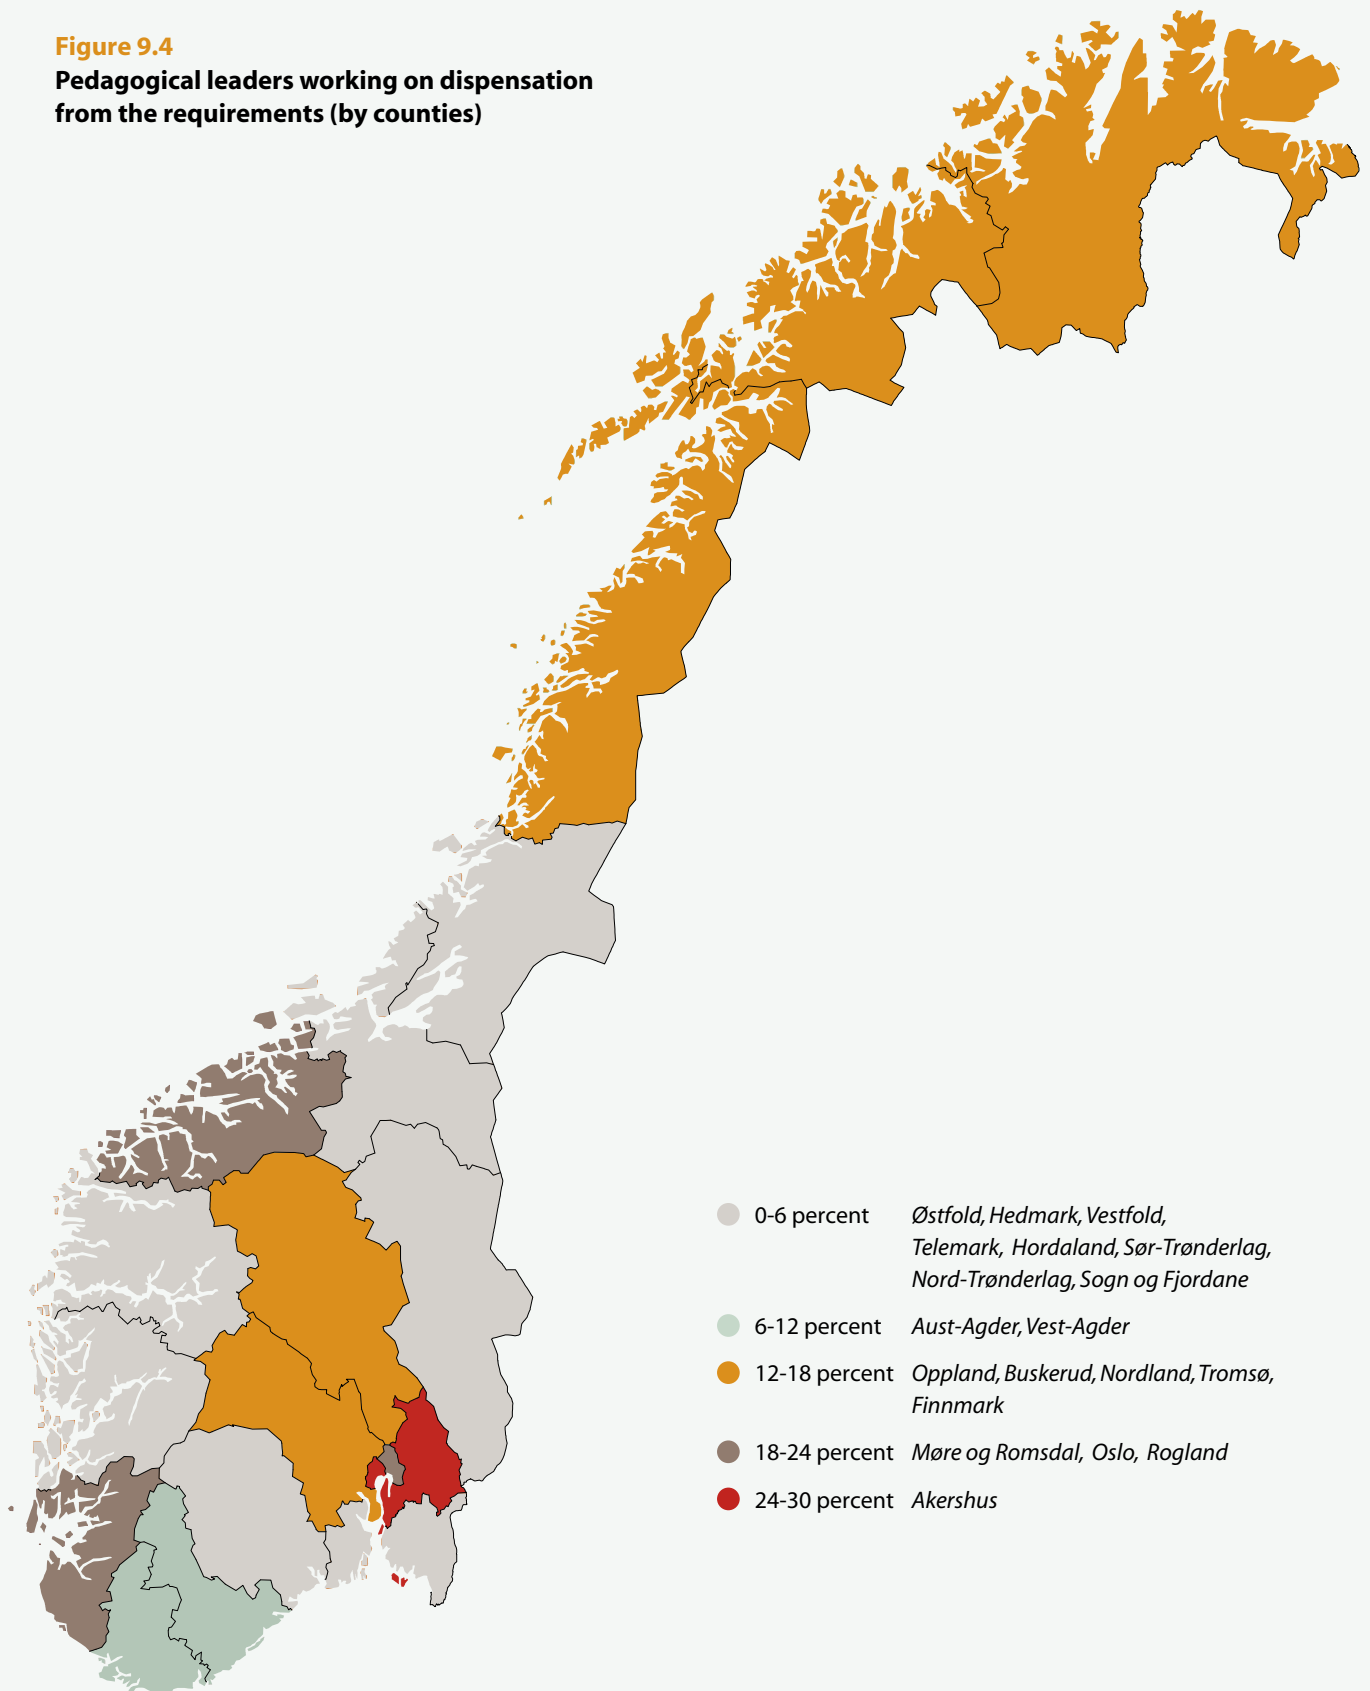 Figure 9.4
Pedagogical leaders working on dispensation
from the requirements (by counties)
0-6 percent Østfold, Hedmark, Vestfold,
Telemark, Hordaland, Sør-Trønderlag,
Nord-Trønderlag, Sogn og Fjordane
6-12 percent Aust-Agder, Vest-Agder
12-18 percent Oppland, Buskerud, Nordland, Tromsø,
Finnmark
18-24 percent Møre og Romsdal, Oslo, Rogland
24-30 percent Akershus